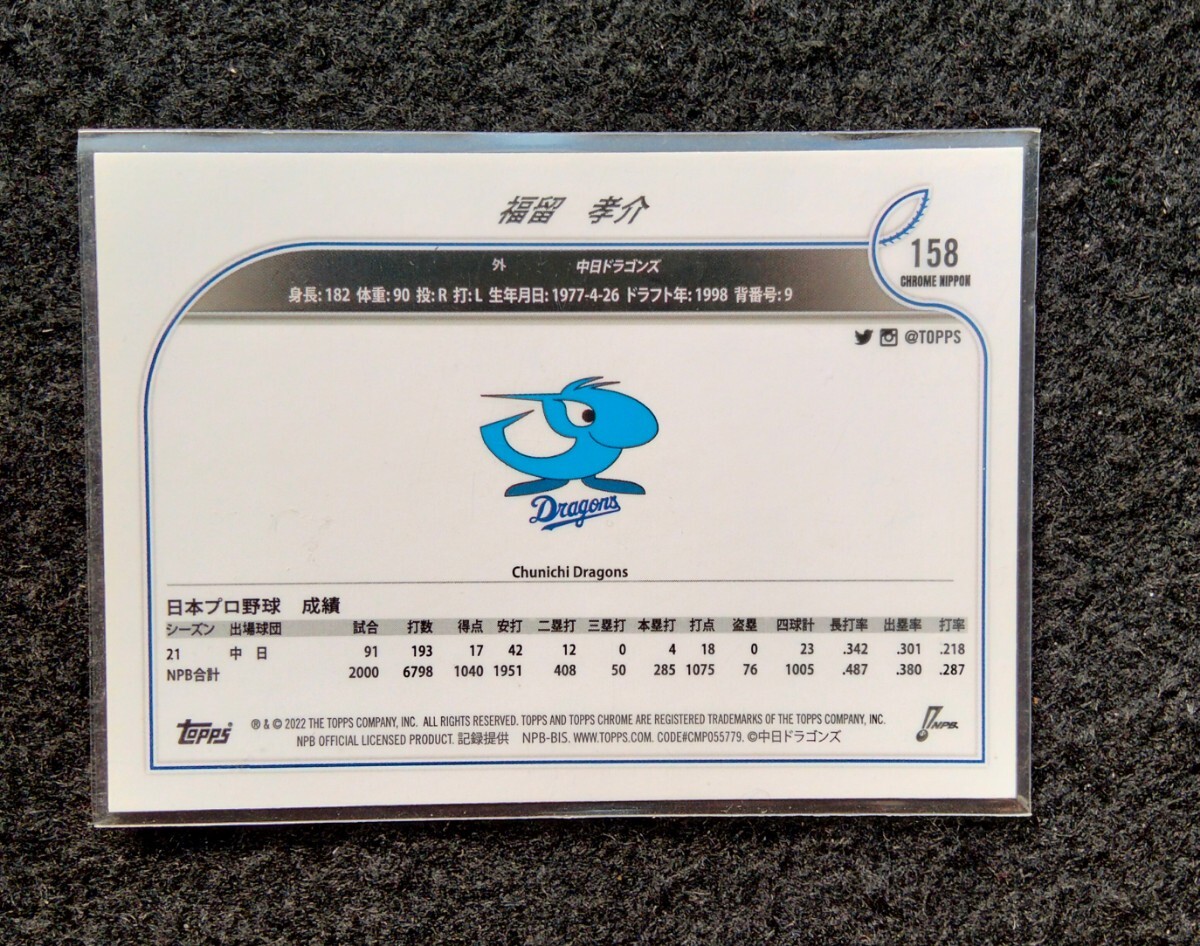 福留 孝介
158
CHROME NIPPON
外 中日ドラゴンズ
身長: 182 体重: 90 投: R 打: L 生年月日: 1977-4-26 ドラフト年: 1998 背番号: 9
@TOPPS
Dragons
Chunichi Dragons
日本プロ野球 成績
シーズン 出場球団 試合 打数 得点 安打 二塁打 三塁打 本塁打 打点 盗塁 四球計 長打率 出塁率 打率
21 中 日 91 193 17 42 12 0 4 18 0 23 .342 .301 .218
NPB合計 2000 6798 1040 1951 408 50 285 1075 76 1005 .487 .380 .287
Topps ® & © 2022 THE TOPPS COMPANY, INC. ALL RIGHTS RESERVED. TOPPS AND TOPPS CHROME ARE REGISTERED TRADEMARKS OF THE TOPPS COMPANY, INC.
NPB OFFICIAL LICENSED PRODUCT. 記録提供 NPB-BIS. WWW.TOPPS.COM. CODE#CMP055779. ©中日ドラゴンズ
NPB.